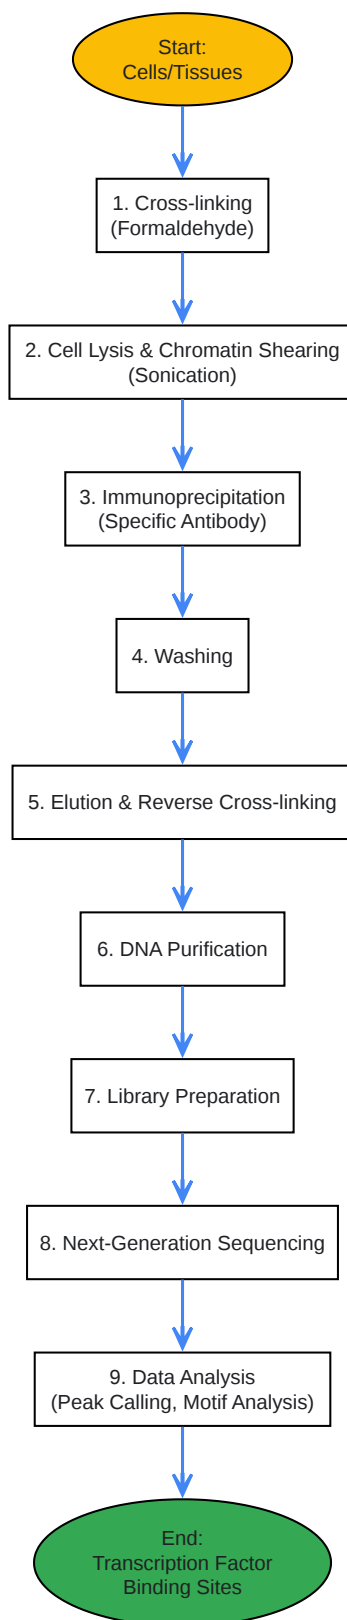 Start:
Cells/Tissues
1. Cross-linking
(Formaldehyde)
2. Cell Lysis & Chromatin Shearing
(Sonication)
3. Immunoprecipitation
(Specific Antibody)
4. Washing
5. Elution & Reverse Cross-linking
6. DNA Purification
7. Library Preparation
8. Next-Generation Sequencing
9. Data Analysis
(Peak Calling, Motif Analysis)
End:
Transcription Factor
Binding Sites